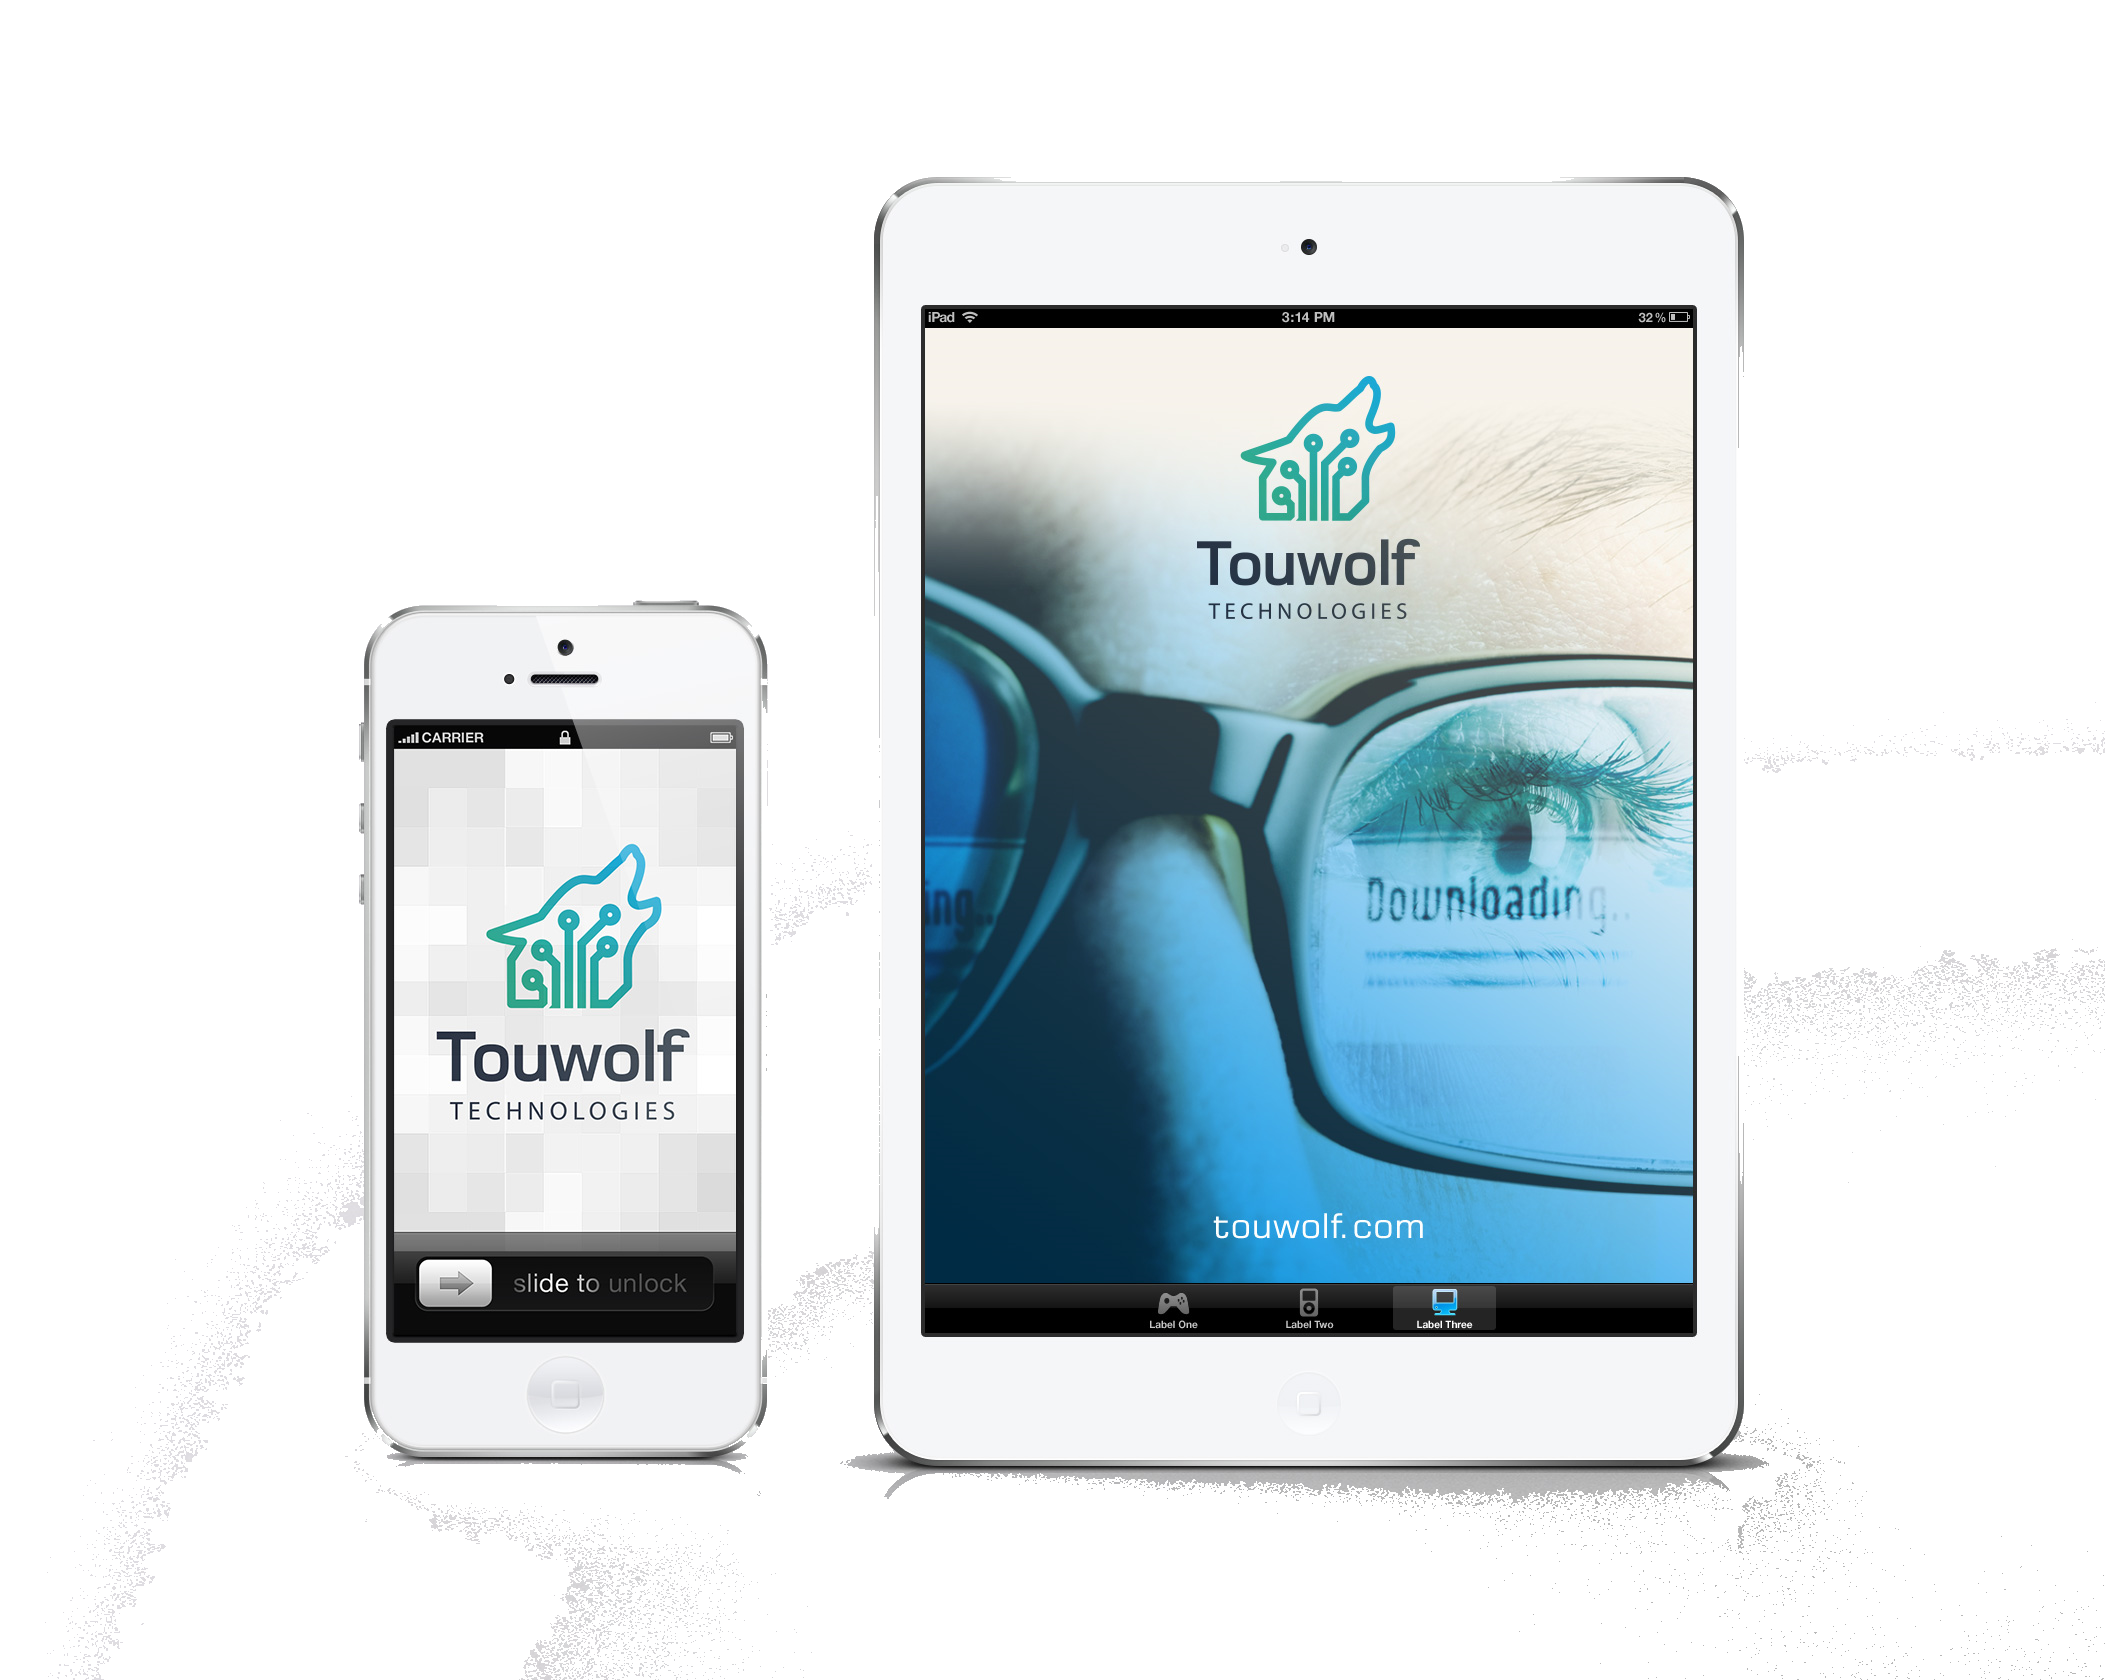 CARRIER
Touwolf
TECHNOLOGIES
slide to unlock
iPad
3:14 PM
32 %
Touwolf
TECHNOLOGIES
ing..
Downloading..
touwolf.com
Label One
Label Two
Label Three